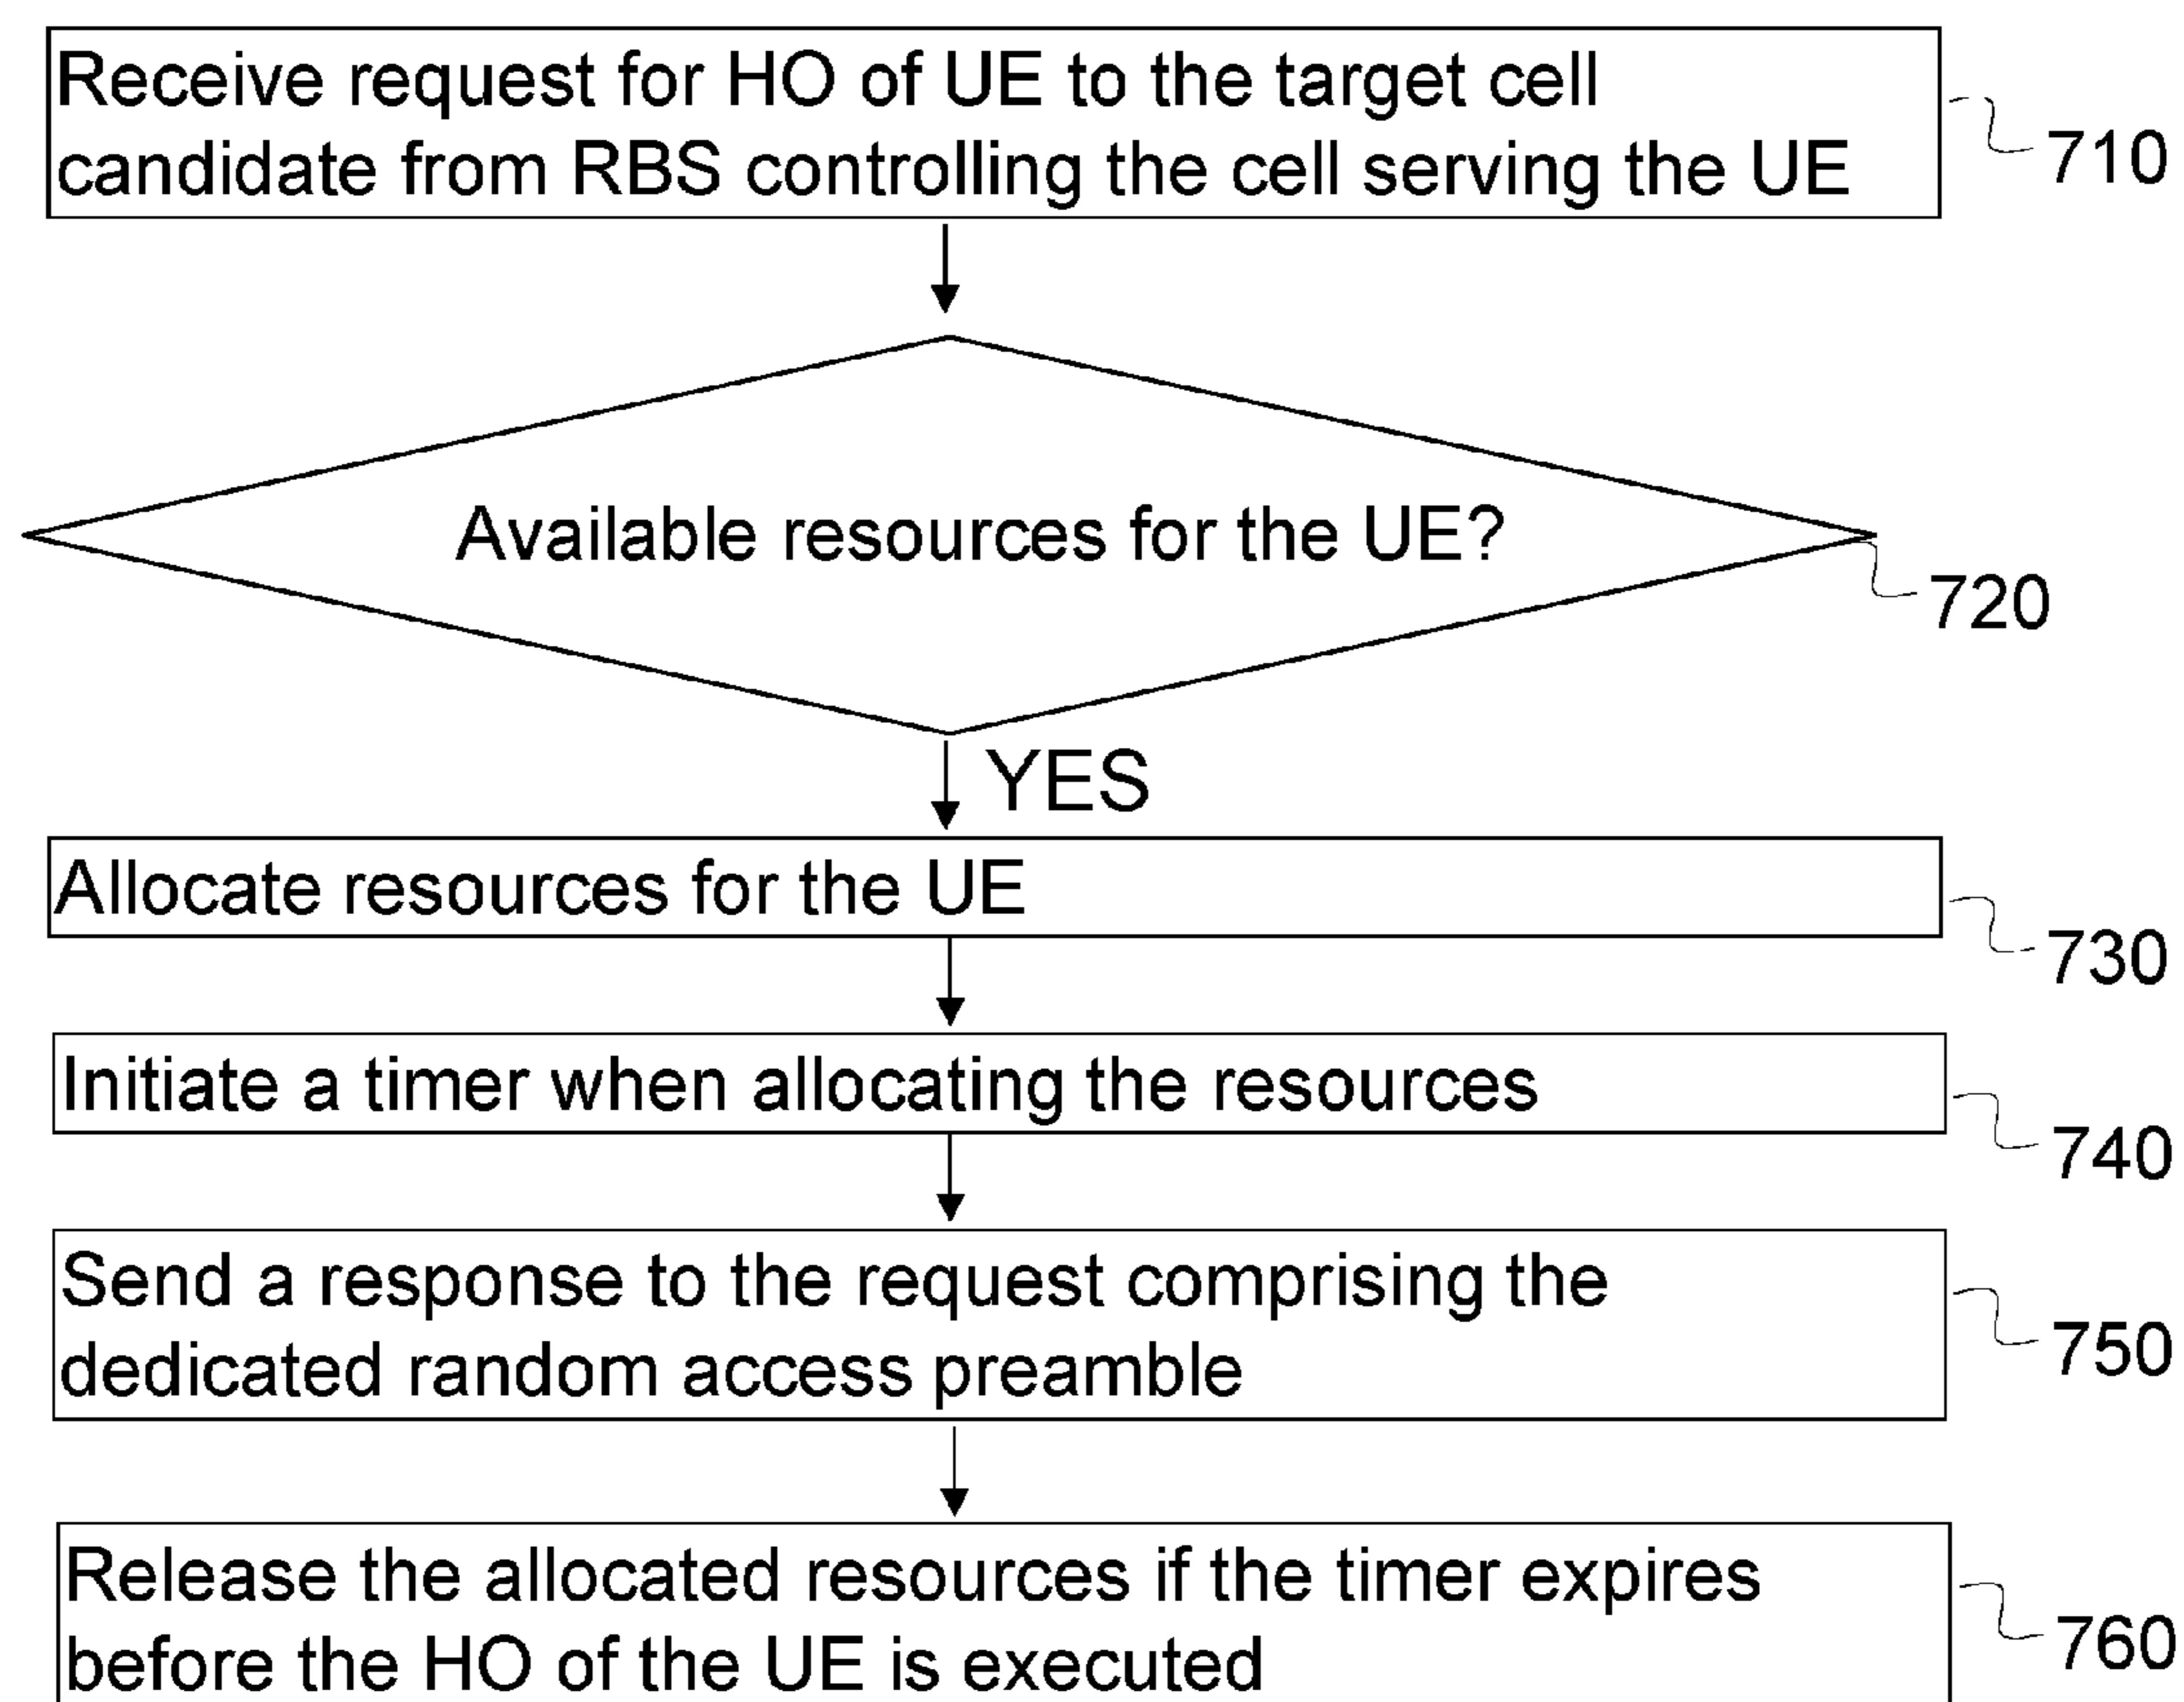 Receive request for HO of UE to the target cell
candidate from RBS controlling the cell serving the UE
710
Available resources for the UE?
720
YES
Allocate resources for the UE
730
Initiate a timer when allocating the resources
740
Send a response to the request comprising the
dedicated random access preamble
750
Release the allocated resources if the timer expires
before the HO of the UE is executed
760